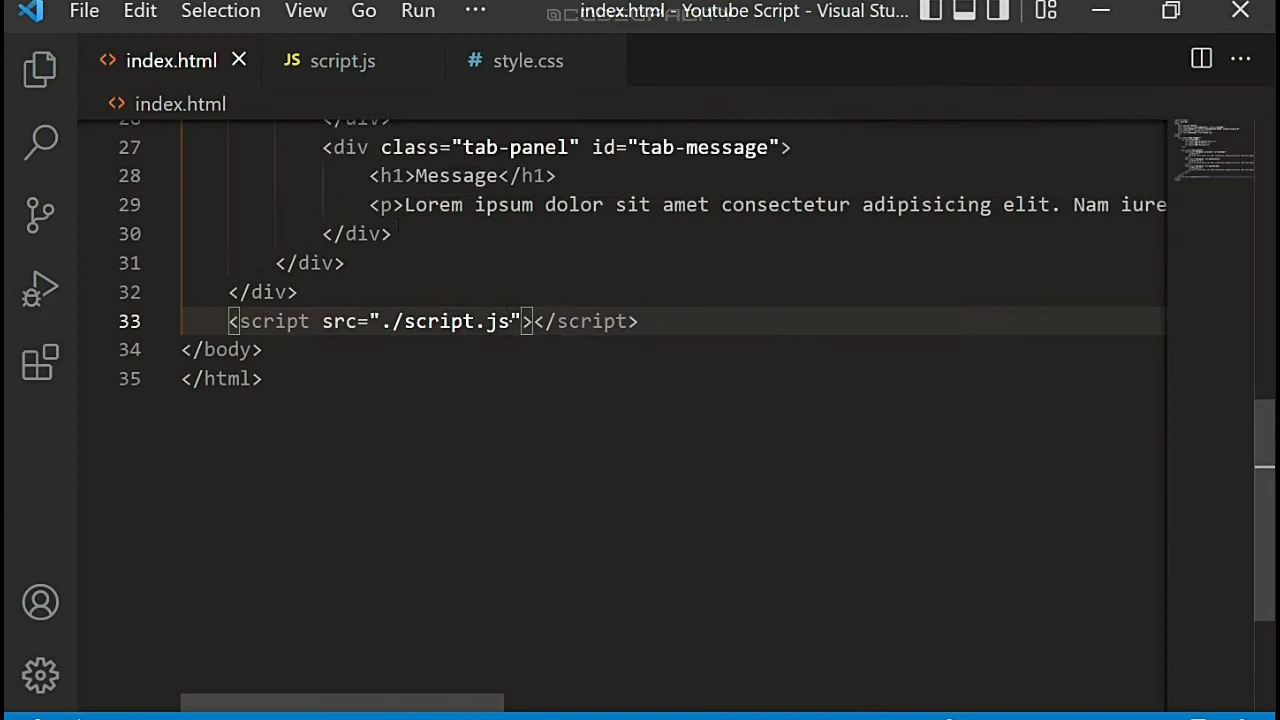 File Edit Selection View Go Run ··· index.html - Youtube Script - Visual Stu...
<> index.html × JS script.js # style.css ···
<> index.html
26 </div>
27 <div class="tab-panel" id="tab-message">
28 <h1>Message</h1>
29 <p>Lorem ipsum dolor sit amet consectetur adipisicing elit. Nam iure
30 </div>
31 </div>
32 </div>
33 <script src="./script.js"></script>
34 </body>
35 </html>